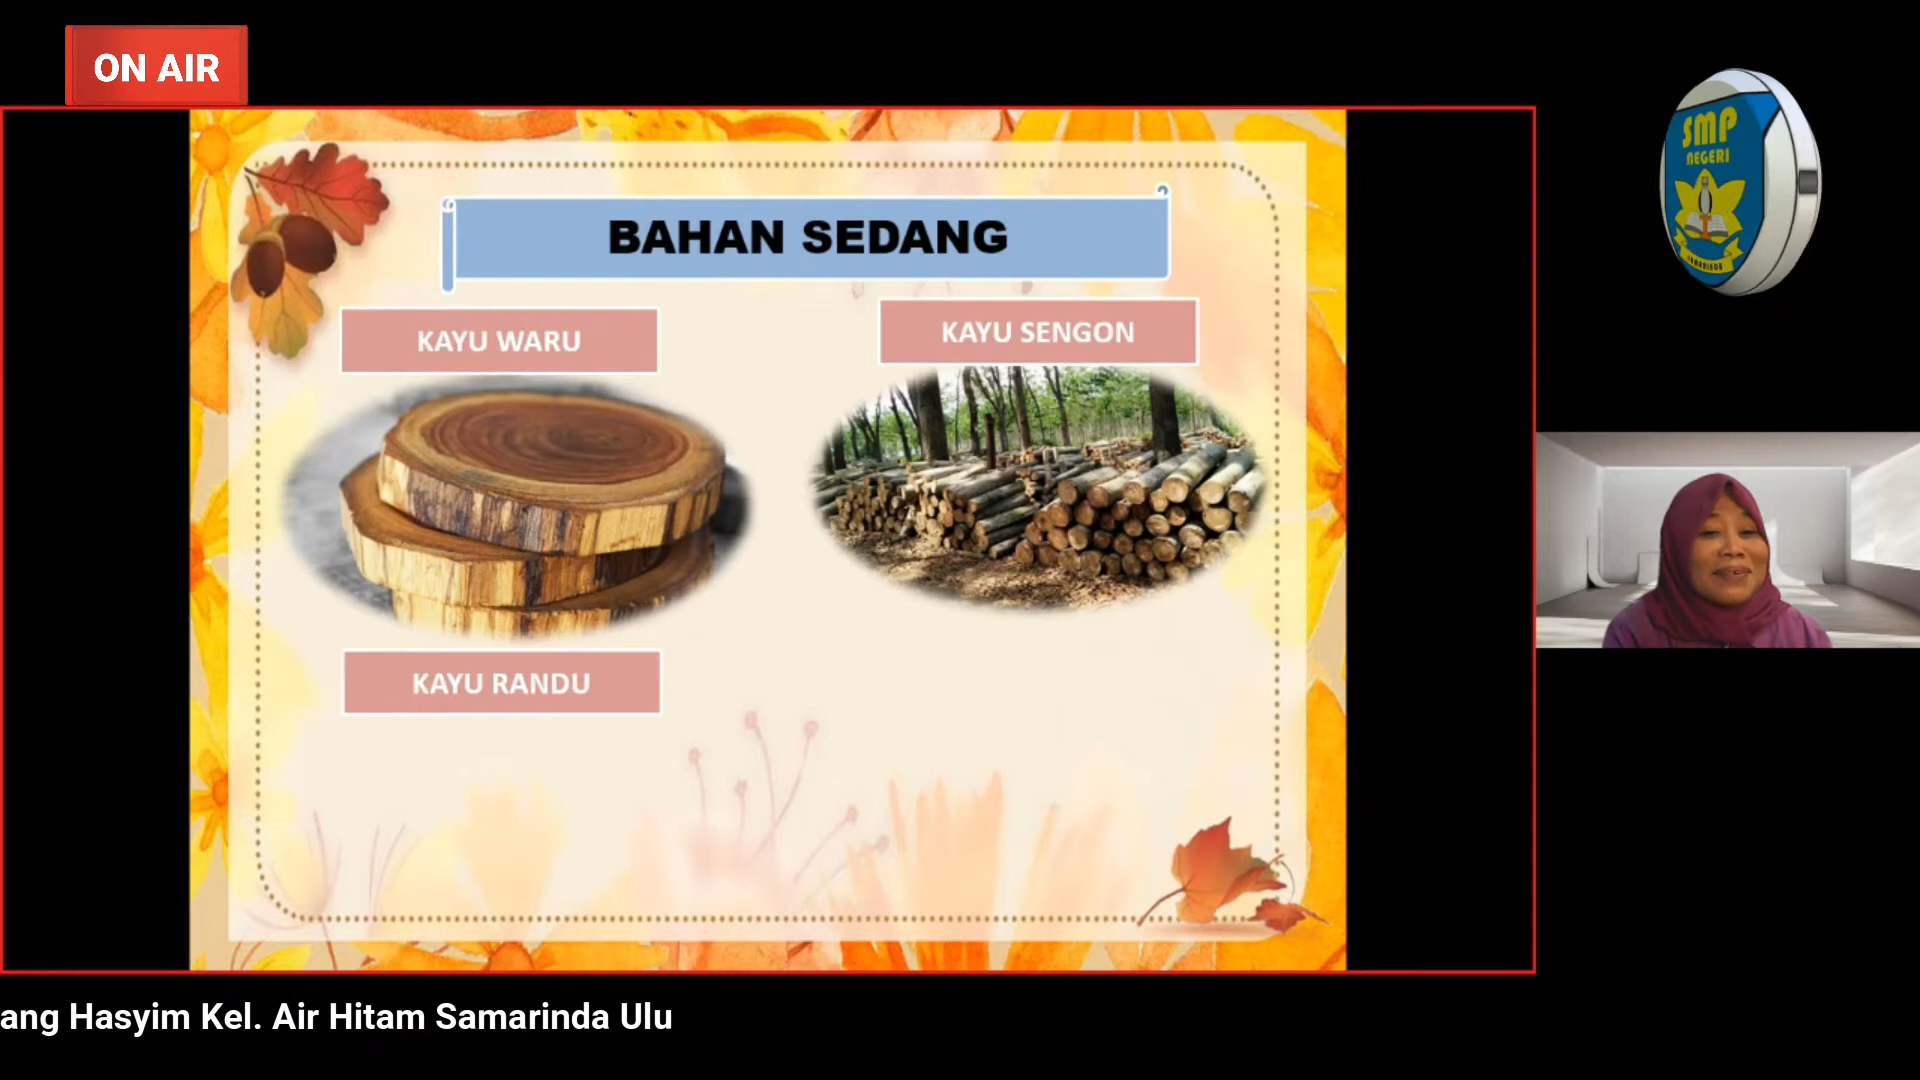 ON AIR
SMP
NEGERI
SAMARINDA
BAHAN SEDANG
KAYU WARU
KAYU SENGON
KAYU RANDU
ang Hasyim Kel. Air Hitam Samarinda Ulu